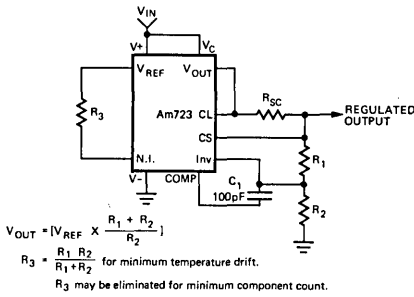 VIN
V+
VC
VREF
VOUT
RSC
REGULATED
OUTPUT
R3
Am723
CL
CS
R1
N.I.
Inv
V−
COMP
C1
100pF
R2
VOUT = [VREF X R1 + R2 / R2 ]
R3 = R1 R2 / R1+R2 for minimum temperature drift.
R3 may be eliminated for minimum component count.